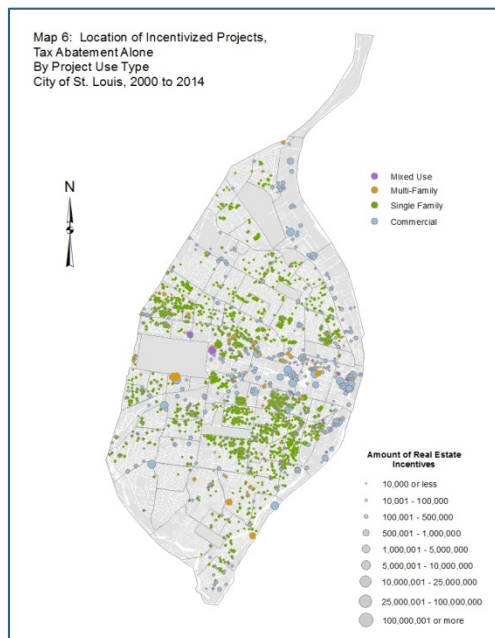 Map 6: Location of Incentivized Projects,
Tax Abatement Alone
By Project Use Type
City of St. Louis, 2000 to 2014
N
Mixed Use
Multi-Family
Single Family
Commercial
Amount of Real Estate
Incentives
10,000 or less
10,001 - 100,000
100,001 - 500,000
500,001 - 1,000,000
1,000,001 - 5,000,000
5,000,001 - 10,000,000
10,000,001 - 25,000,000
25,000,001 - 100,000,000
100,000,001 or more